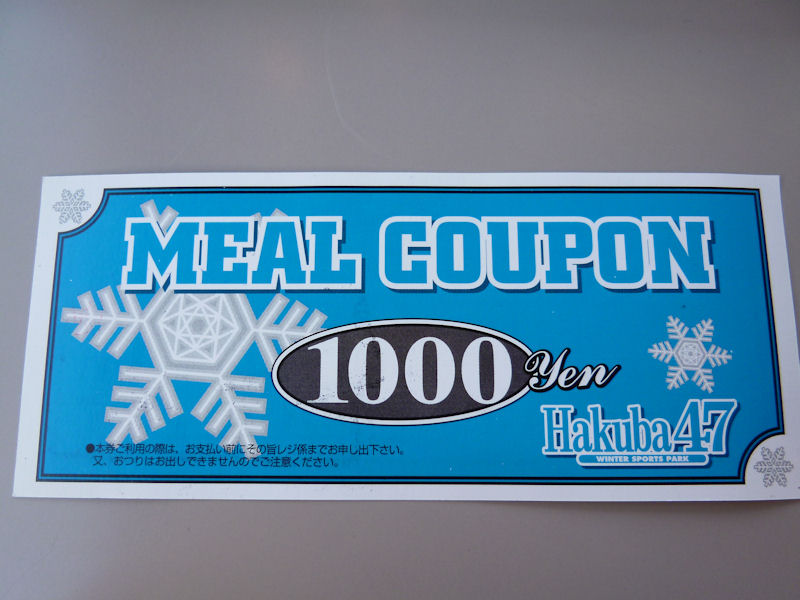 MEAL COUPON
1000 Yen
Hakuba 47
WINTER SPORTS PARK
●本券ご利用の際は、お支払い前にその旨レジ係までお申し出下さい。
又、おつりはお出しできませんのでご注意ください。